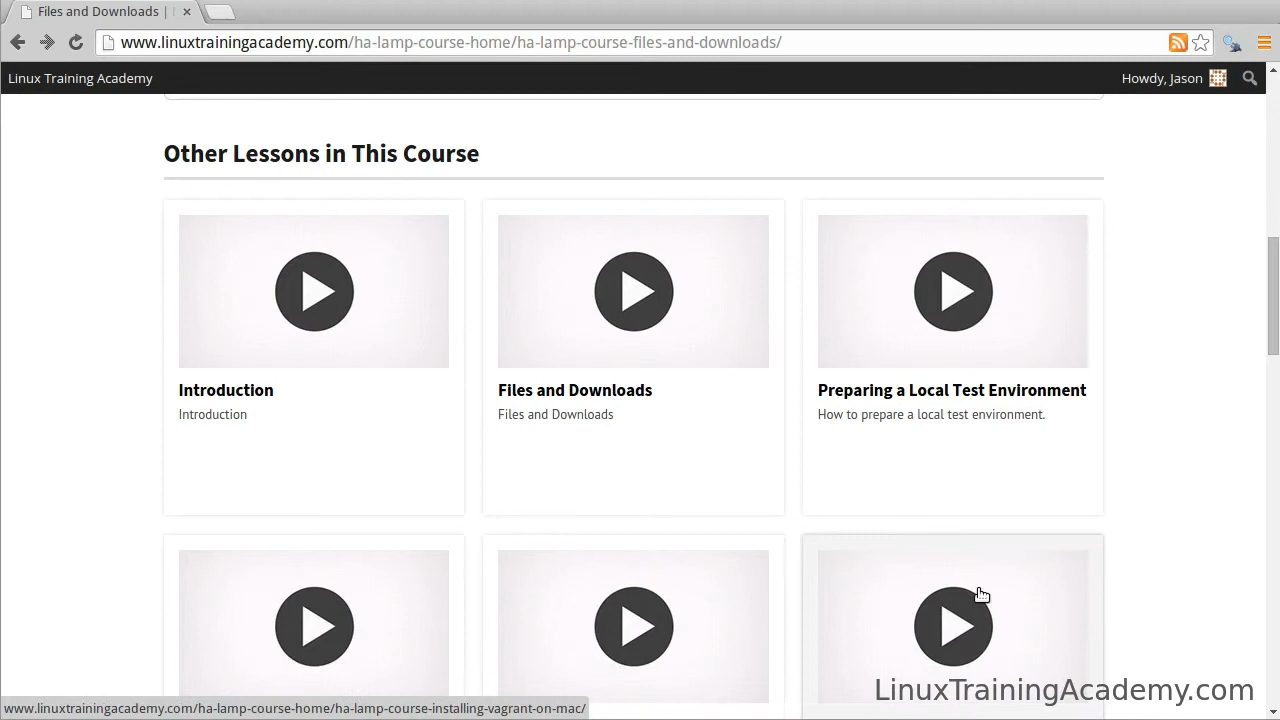 Files and Downloads |
www.linuxtrainingacademy.com/ha-lamp-course-home/ha-lamp-course-files-and-downloads/
Linux Training Academy
Howdy, Jason
Other Lessons in This Course
Introduction
Introduction
Files and Downloads
Files and Downloads
Preparing a Local Test Environment
How to prepare a local test environment.
LinuxTrainingAcademy.com
www.linuxtrainingacademy.com/ha-lamp-course-home/ha-lamp-course-installing-vagrant-on-mac/